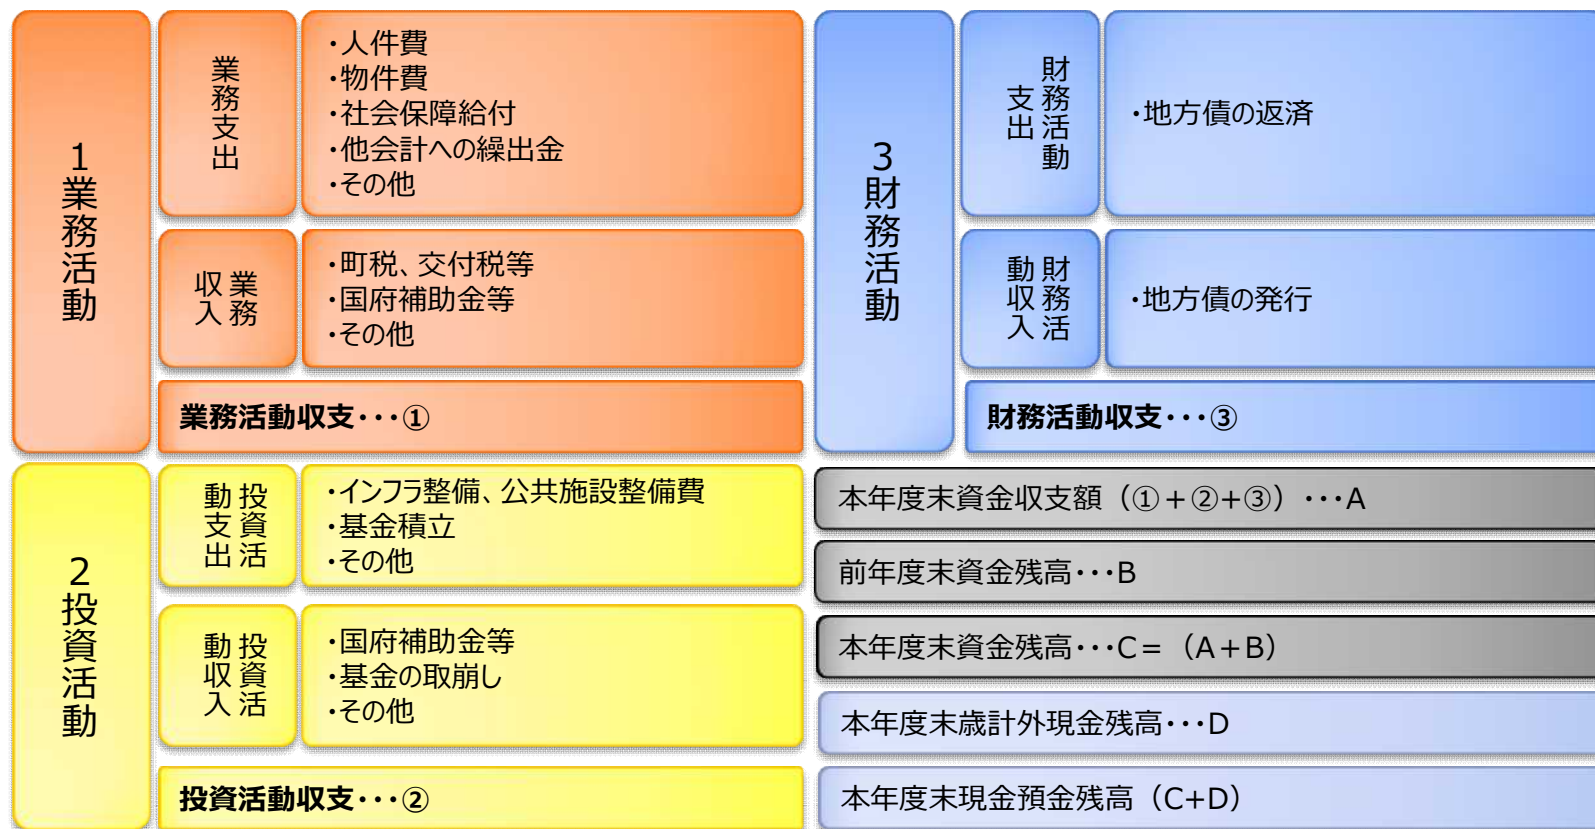 1業務活動
業務支出
・人件費
・物件費
・社会保障給付
・他会計への繰出金
・その他
業務
収入
・町税、交付税等
・国府補助金等
・その他
業務活動収支・・・①
2投資活動
投資活
動支出
・インフラ整備、公共施設整備費
・基金積立
・その他
投資活
動収入
・国府補助金等
・基金の取崩し
・その他
投資活動収支・・・②
3財務活動
財務活動
支出
・地方債の返済
財務活
動収入
・地方債の発行
財務活動収支・・・③
本年度末資金収支額（①＋②+③）・・・A
前年度末資金残高・・・B
本年度末資金残高・・・C＝（A＋B）
本年度末歳計外現金残高・・・D
本年度末現金預金残高（C+D）